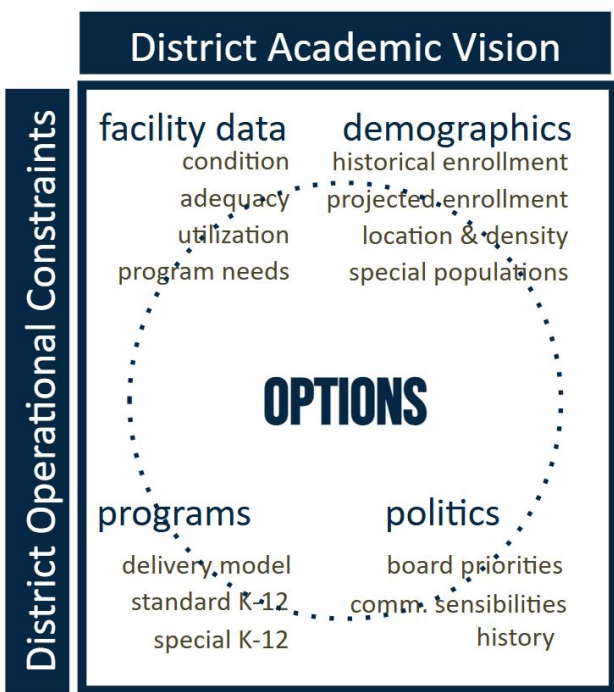 District Academic Vision
District Operational Constraints
facility data
condition
adequacy
utilization
program needs
demographics
historical enrollment
projected enrollment
location & density
special populations
OPTIONS
programs
delivery model
standard K-12
special K-12
politics
board priorities
comm. sensibilities
history